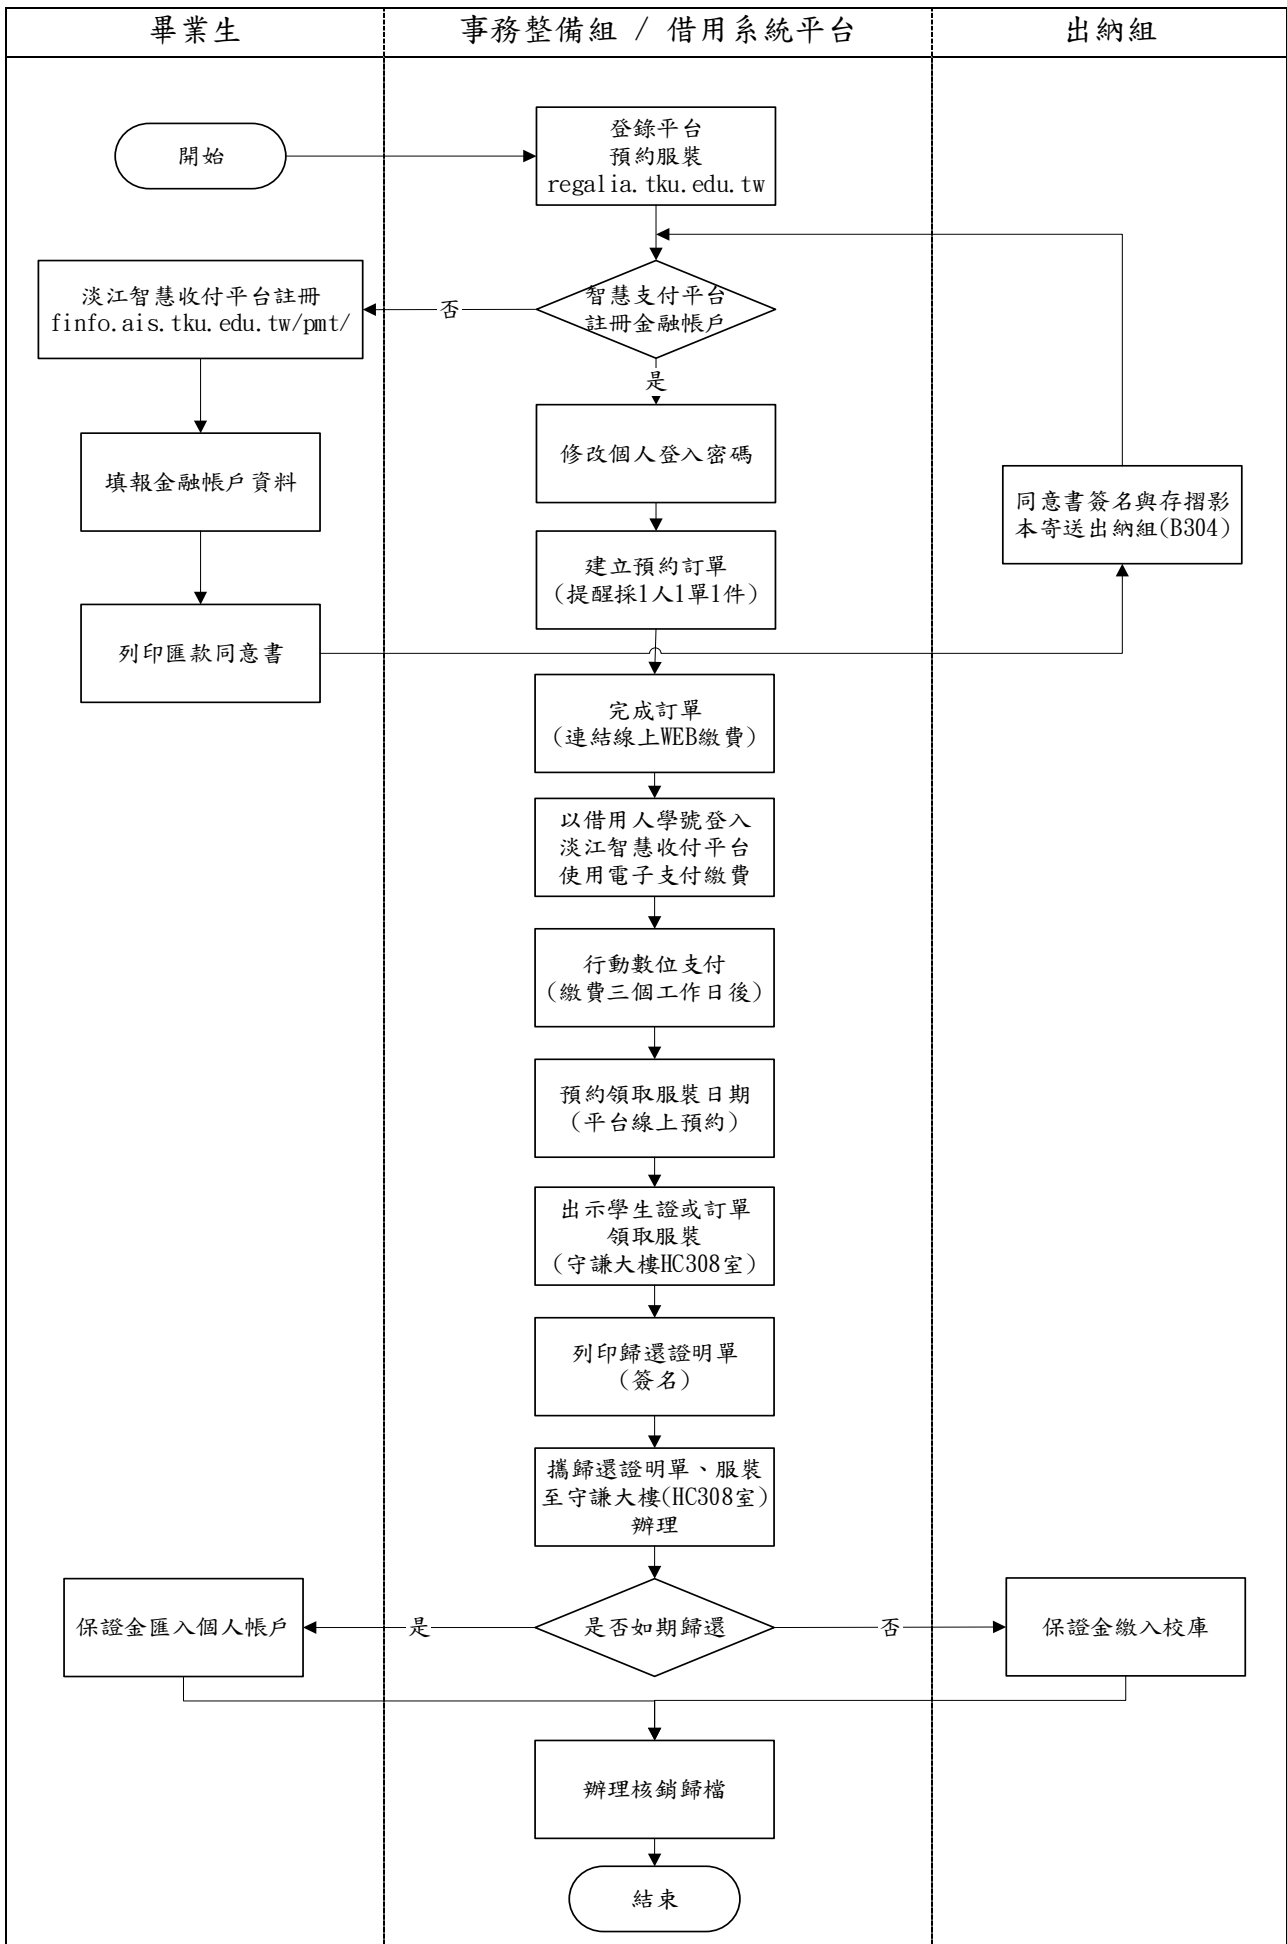 畢業生
事務整備組 / 借用系統平台
出納組
開始
登錄平台
預約服裝
regalia.tku.edu.tw
智慧支付平台
註冊金融帳戶
否
是
淡江智慧收付平台註冊
finfo.ais.tku.edu.tw/pmt/
填報金融帳戶資料
列印匯款同意書
同意書簽名與存摺影
本寄送出納組(B304)
修改個人登入密碼
建立預約訂單
(提醒採1人1單1件)
完成訂單
(連結線上WEB繳費)
以借用人學號登入
淡江智慧收付平台
使用電子支付繳費
行動數位支付
(繳費三個工作日後)
預約領取服裝日期
(平台線上預約)
出示學生證或訂單
領取服裝
(守謙大樓HC308室)
列印歸還證明單
(簽名)
攜歸還證明單、服裝
至守謙大樓(HC308室)
辦理
是否如期歸還
是
否
保證金匯入個人帳戶
保證金繳入校庫
辦理核銷歸檔
結束